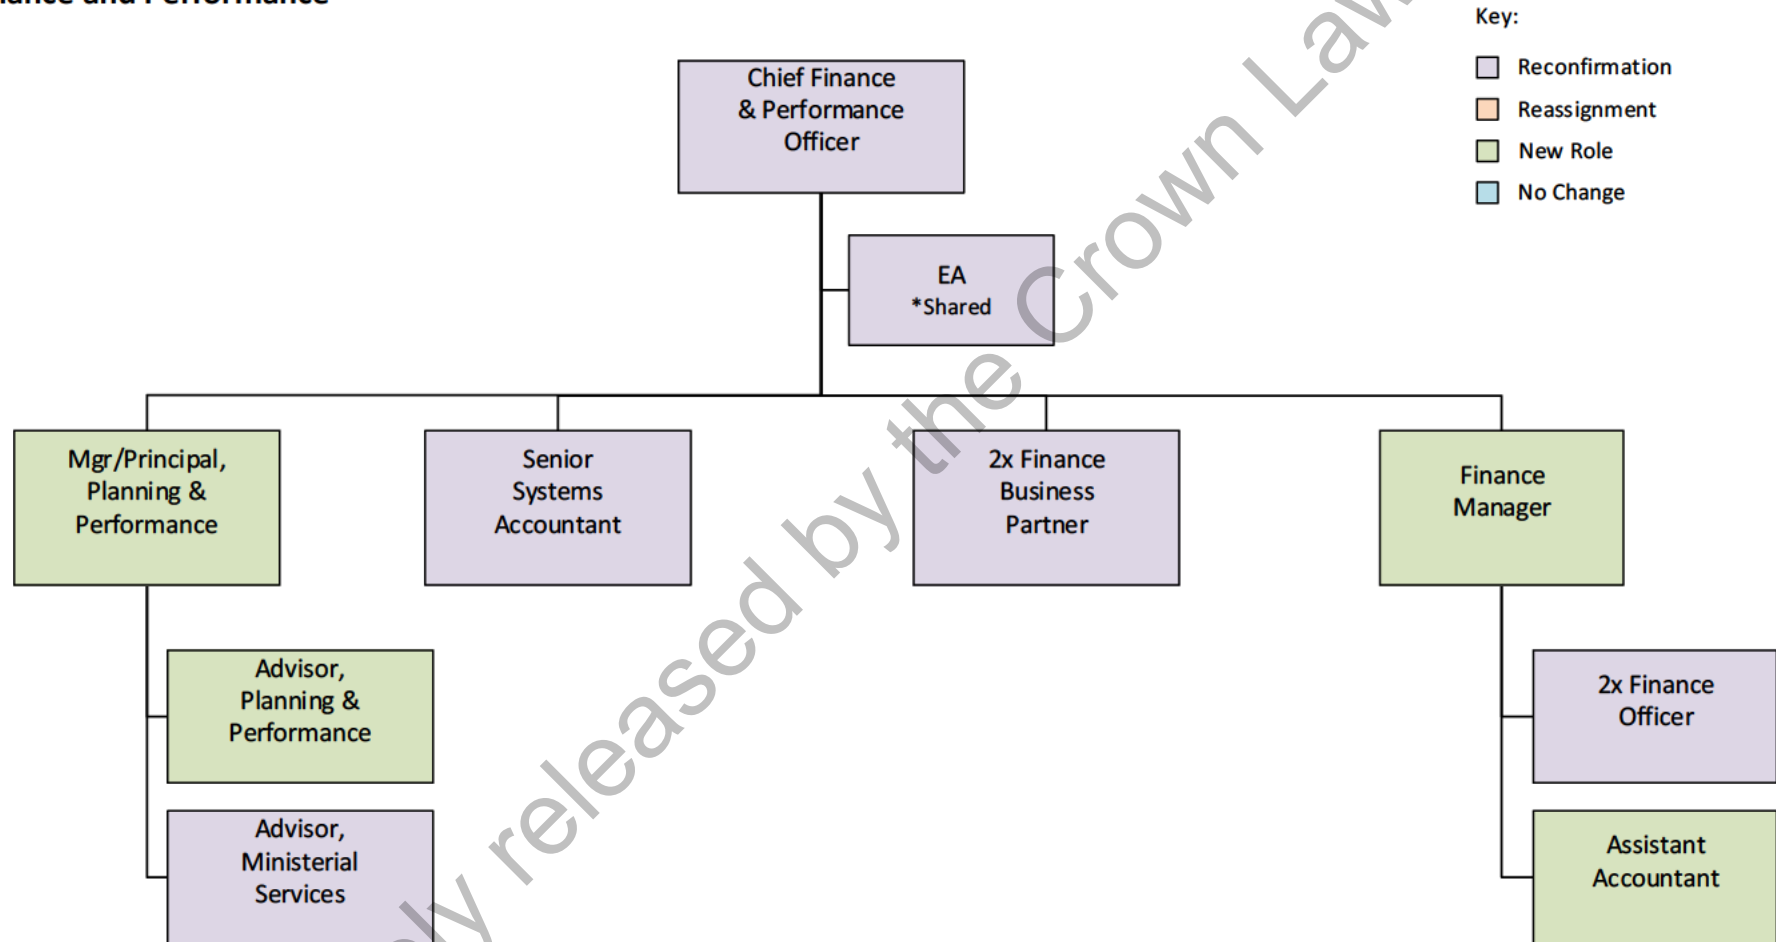 and Performance
Key:
Reconfirmation
Reassignment
New Role
No Change
Chief Finance
& Performance
Officer
EA
*Shared
Mgr/Principal,
Planning &
Performance
Senior
Systems
Accountant
2x Finance
Business
Partner
Finance
Manager
Advisor,
Planning &
Performance
2x Finance
Officer
Advisor,
Ministerial
Services
Assistant
Accountant
released by the Crown Law